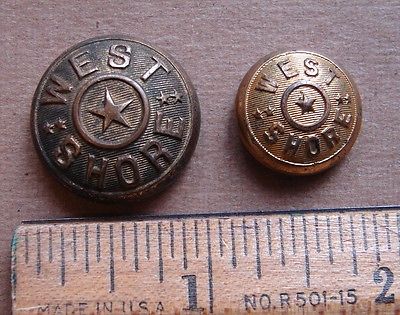 WEST
SHORE
WEST
SHORE
1 2
MADE IN U.S.A. NO. R501-15